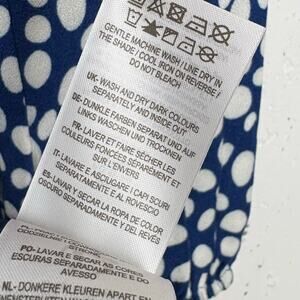 GENTLE MACHINE WASH / LINE DRY IN
THE SHADE / COOL IRON ON REVERSE /
DO NOT BLEACH
UK- WASH AND DRY DARK COLOURS
SEPARATELY AND INSIDE OUT
DE- DUNKLE FARBEN SEPARAT UND AUF
LINKS WASCHEN UND TROCKNEN
FR- LAVER ET FAIRE SÉCHER LES
COULEURS FONCÉES SÉPARÉMENT ET
SUR L'ENVERS
IT- LAVARE E ASCIUGARE I CAPI SCURI
SEPARATAMENTE E AL ROVESCIO
ES- LAVAR Y SECAR LA ROPA DE COLOR
OSCURO SEPARADAMENTE Y DEL
REVÉS
PO- LAVAR E SECAR AS CORES
ESCURAS SEPARADAMENTE E DO
AVESSO
NL- DONKERE KLEUREN APART EN